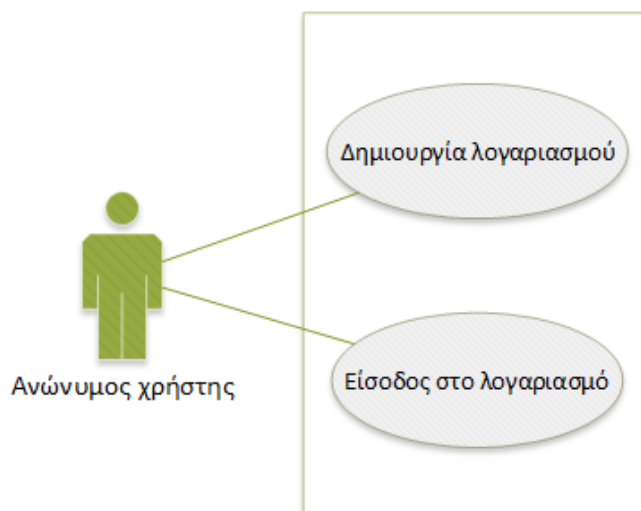 Δημιουργία λογαριασμού
Ανώνυμος χρήστης
Είσοδος στο λογαριασμό